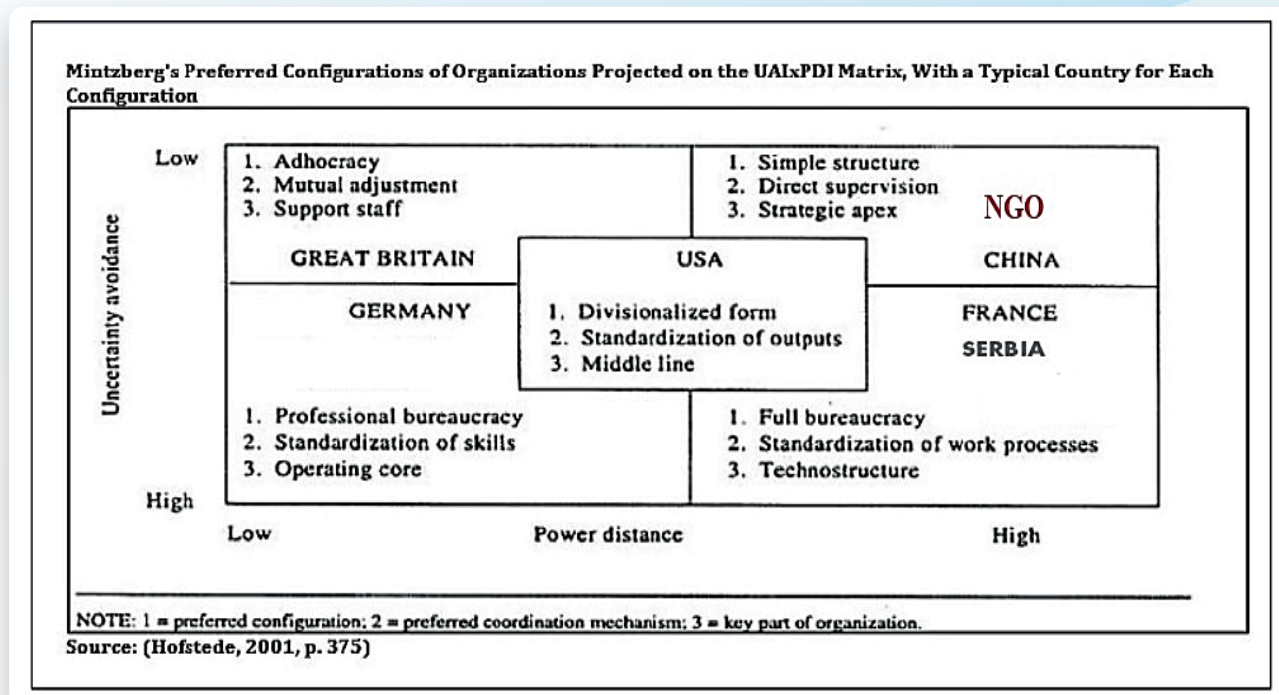 Mintzberg's Preferred Configurations of Organizations Projected on the UAIxPDI Matrix, With a Typical Country for Each
Configuration
Low
Uncertainty avoidance
High
1. Adhocracy
2. Mutual adjustment
3. Support staff
GREAT BRITAIN
1. Simple structure
2. Direct supervision
3. Strategic apex
NGO
CHINA
USA
1. Divisionalized form
2. Standardization of outputs
3. Middle line
GERMANY
1. Professional bureaucracy
2. Standardization of skills
3. Operating core
FRANCE
SERBIA
1. Full bureaucracy
2. Standardization of work processes
3. Technostructure
Low
Power distance
High
NOTE: 1 = preferred configuration; 2 = preferred coordination mechanism; 3 = key part of organization.
Source: (Hofstede, 2001, p. 375)